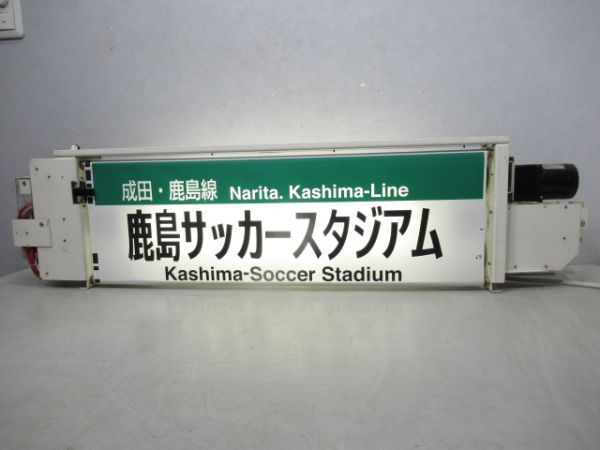 成田・鹿島線 Narita. Kashima-Line
鹿島サッカースタジアム
Kashima-Soccer Stadium